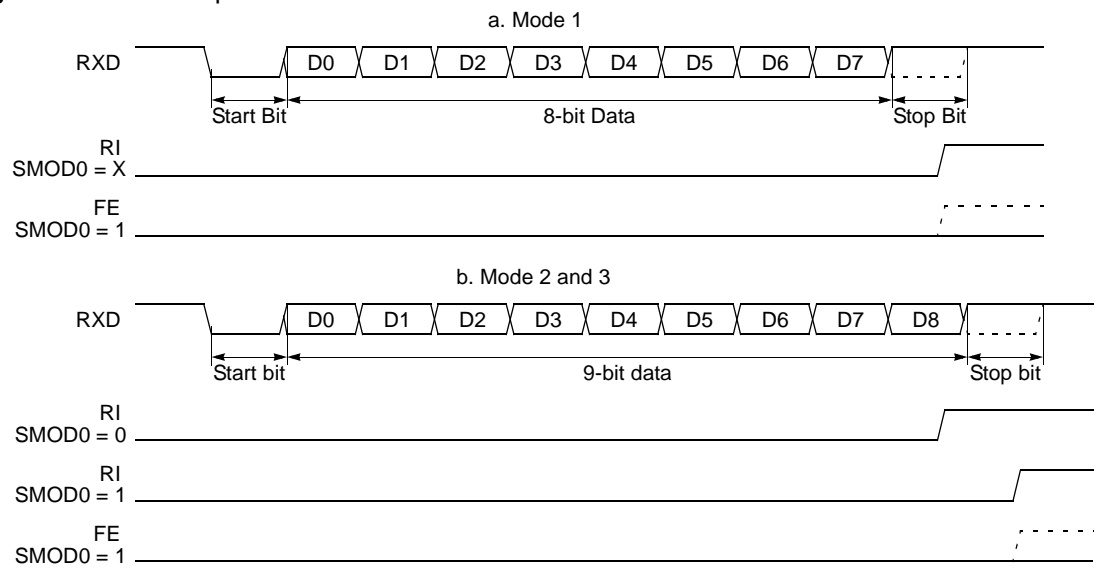 a. Mode 1
RXD D0 D1 D2 D3 D4 D5 D6 D7
Start Bit 8-bit Data Stop Bit
RI
SMOD0 = X
FE
SMOD0 = 1
b. Mode 2 and 3
RXD D0 D1 D2 D3 D4 D5 D6 D7 D8
Start bit 9-bit data Stop bit
RI
SMOD0 = 0
RI
SMOD0 = 1
FE
SMOD0 = 1